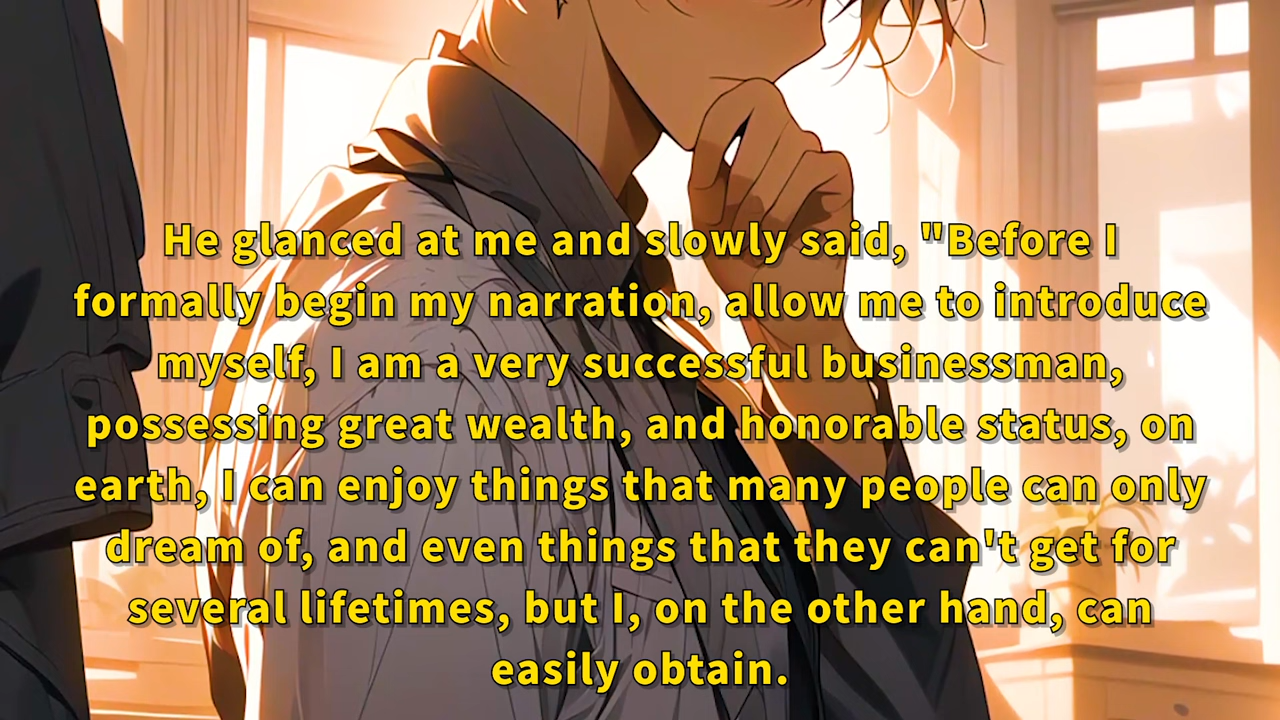 He glanced at me and slowly said, "Before I
formally begin my narration, allow me to introduce
myself, I am a very successful businessman,
possessing great wealth, and honorable status, on
earth, I can enjoy things that many people can only
dream of, and even things that they can't get for
several lifetimes, but I, on the other hand, can
easily obtain.